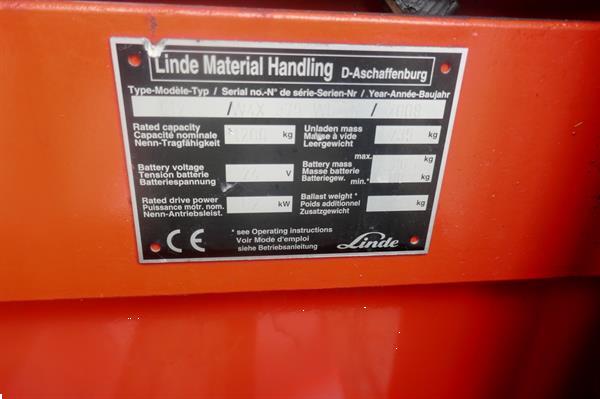 Linde Material Handling D-Aschaffenburg
Type-Modèle-Typ / Serial no.-N° de série-Serien-Nr / Year-Année-Baujahr
/ / 
Rated capacity
Capacité nominale
Nenn-Tragfähigkeit
1200 kg
Unladen mass
Masse à vide
Leergewicht
kg
Battery voltage
Tension batterie
Batteriespannung
24 V
Battery mass
Masse batterie
Batteriegew.
max. kg
min.* kg
Rated drive power
Puissance motr. nom.
Nenn-Antriebsleist.
kW
Ballast weight *
Poids additionnel
Zusatzgewicht
kg
CE
* see Operating instructions
Voir Mode d'emploi
siehe Betriebsanleitung
Linde